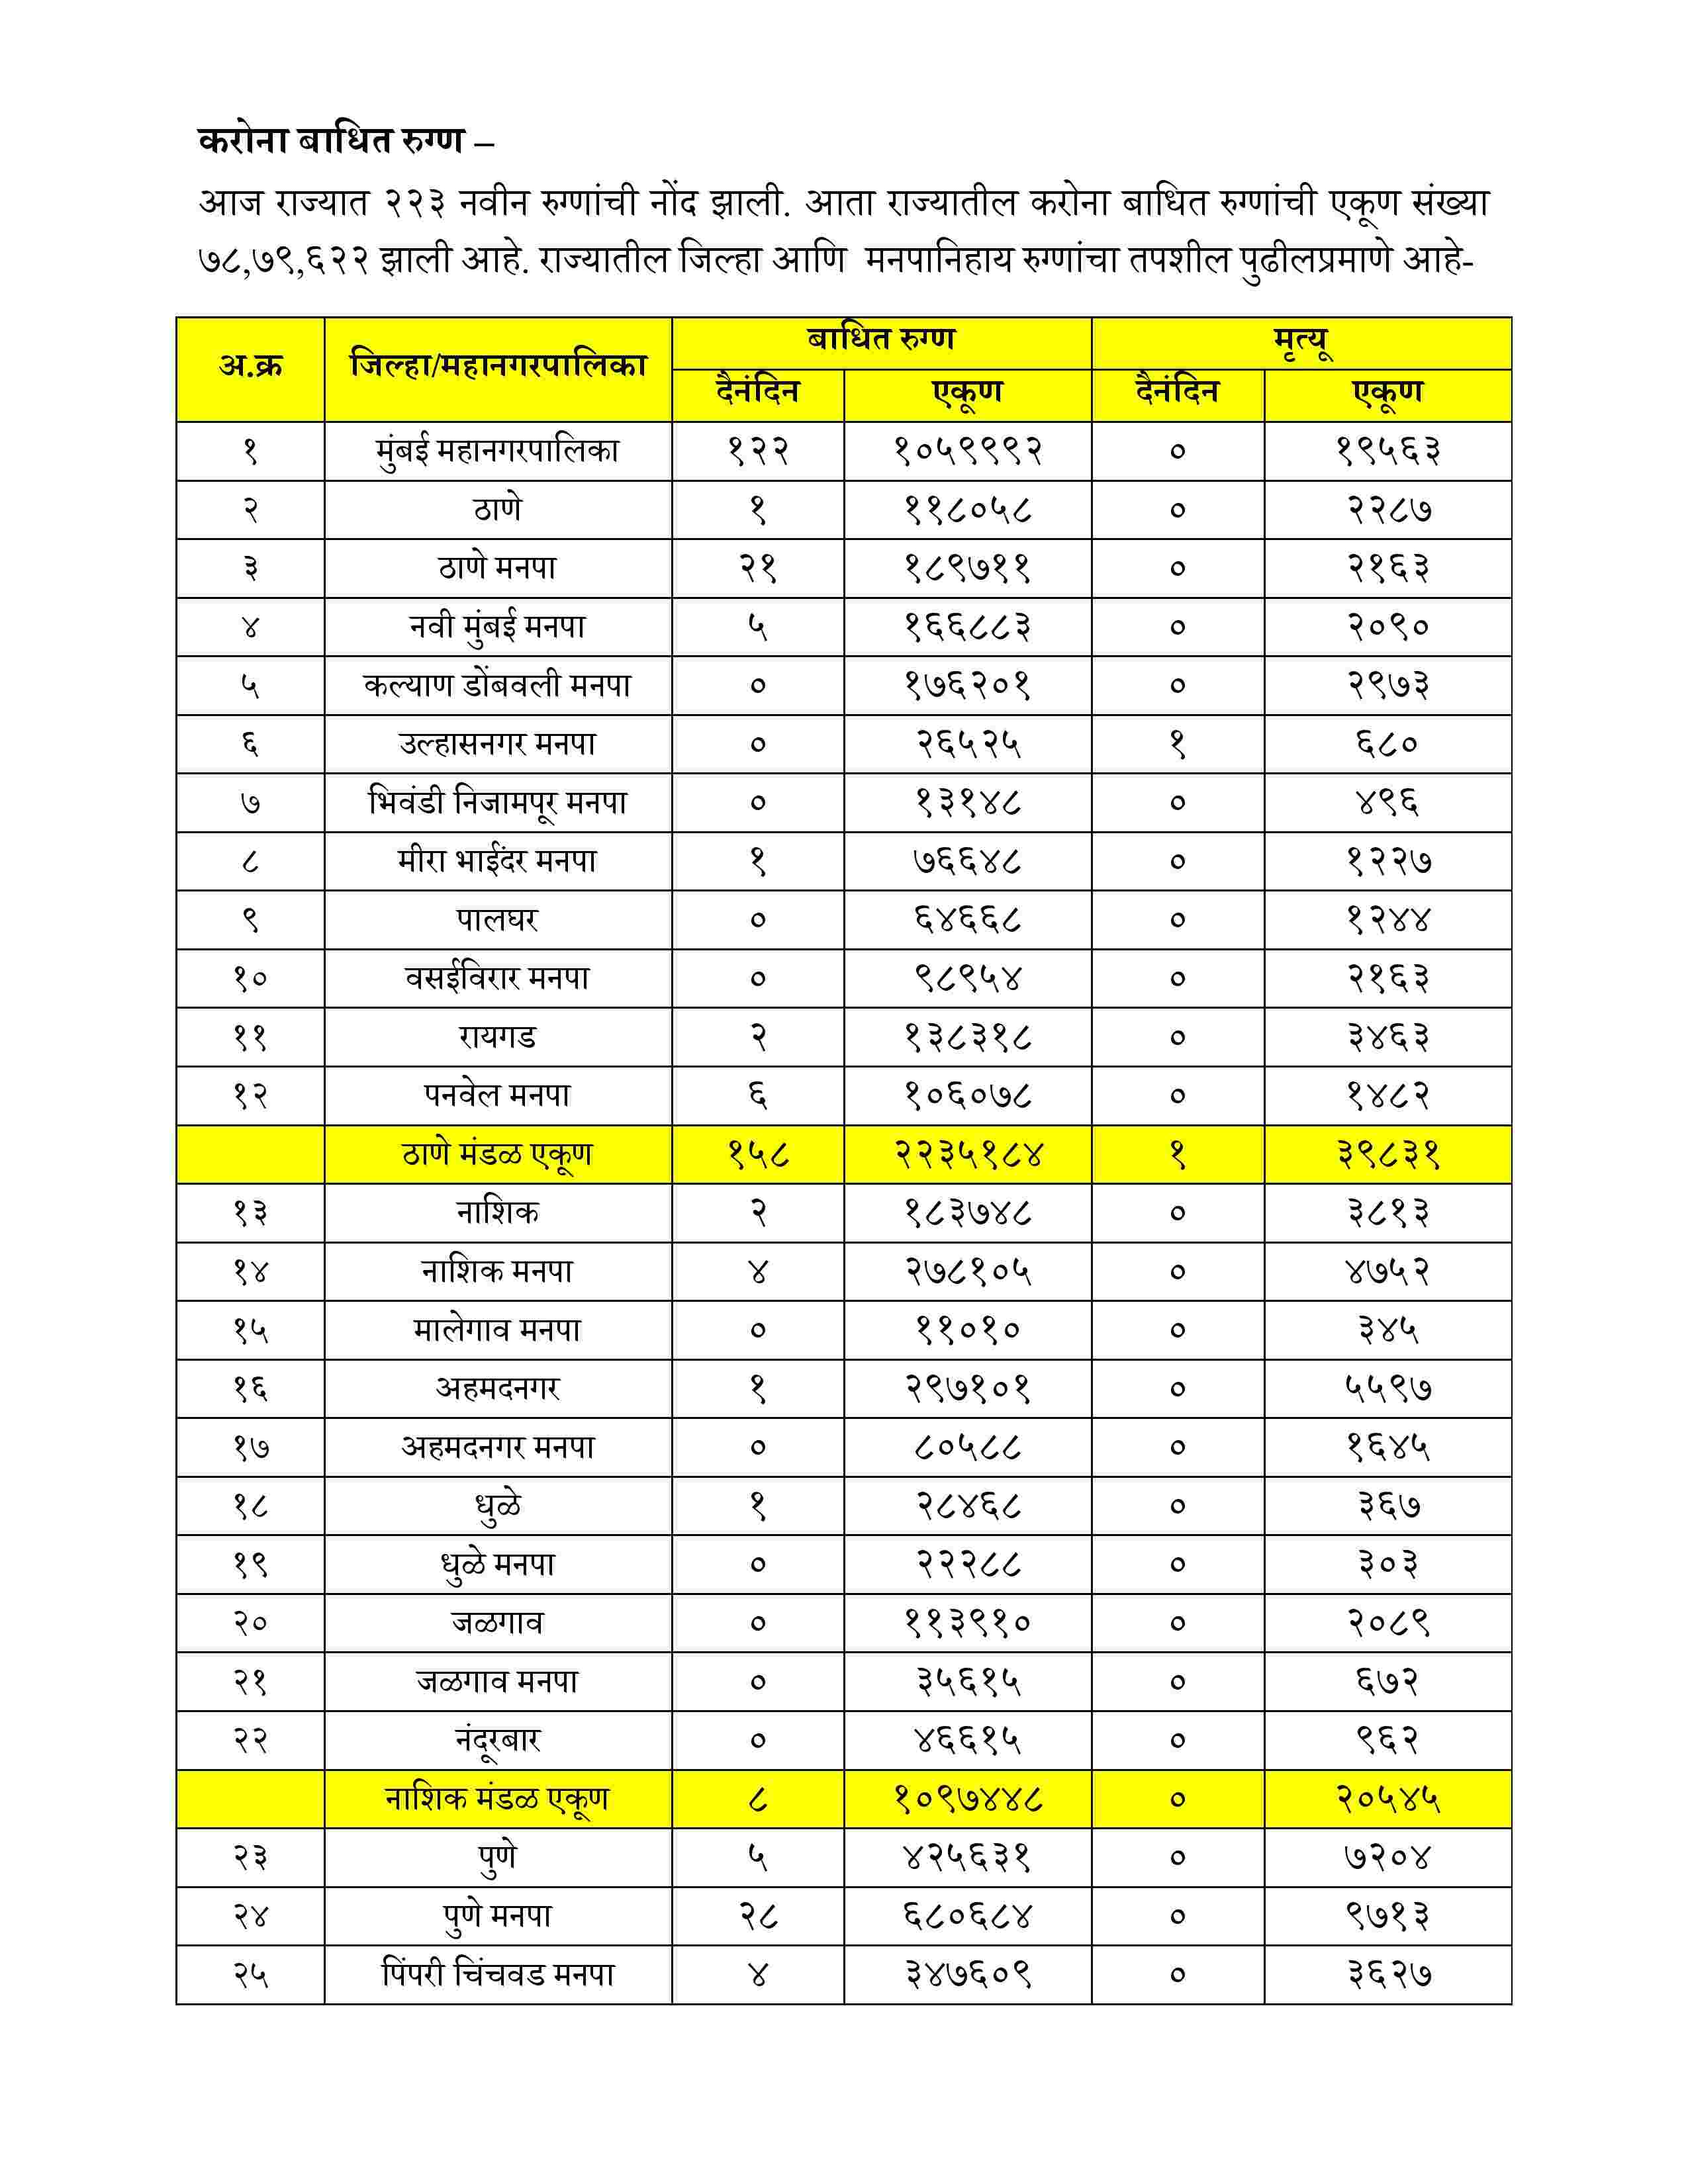 करोना बाधित रुग्ण –
आज राज्यात २२३ नवीन रुग्णांची नोंद झाली. आता राज्यातील करोना बाधित रुग्णांची एकूण संख्या
७८,७९,६२२ झाली आहे. राज्यातील जिल्हा आणि मनपानिहाय रुग्णांचा तपशील पुढीलप्रमाणे आहे-
अ.क्र जिल्हा/महानगरपालिका बाधित रुग्ण मृत्यू
दैनंदिन एकूण दैनंदिन एकूण
१ मुंबई महानगरपालिका १२२ १०५९९९२ ० १९५६३
२ ठाणे १ ११८०५८ ० २२८७
३ ठाणे मनपा २१ १८९७११ ० २१६३
४ नवी मुंबई मनपा ५ १६६८८३ ० २०९०
५ कल्याण डोंबवली मनपा ० १७६२०१ ० २९७३
६ उल्हासनगर मनपा ० २६५२५ १ ६८०
७ भिवंडी निजामपूर मनपा ० १३१४८ ० ४९६
८ मीरा भाईंदर मनपा १ ७६६४८ ० १२२७
९ पालघर ० ६४६६८ ० १२४४
१० वसईविरार मनपा ० ९८९५४ ० २१६३
११ रायगड २ १३८३१८ ० ३४६३
१२ पनवेल मनपा ६ १०६०७८ ० १४८२
ठाणे मंडळ एकूण १५८ २२३५१८४ १ ३९८३१
१३ नाशिक २ १८३७४८ ० ३८१३
१४ नाशिक मनपा ४ २७८१०५ ० ४७५२
१५ मालेगाव मनपा ० ११०१० ० ३४५
१६ अहमदनगर १ २९७१०१ ० ५५९७
१७ अहमदनगर मनपा ० ८०५८८ ० १६४५
१८ धुळे १ २८४६८ ० ३६७
१९ धुळे मनपा ० २२२८८ ० ३०३
२० जळगाव ० ११३९१० ० २०८९
२१ जळगाव मनपा ० ३५६१५ ० ६७२
२२ नंदूरबार ० ४६६१५ ० ९६२
नाशिक मंडळ एकूण ८ १०९७४४८ ० २०५४५
२३ पुणे ५ ४२५६३१ ० ७२०४
२४ पुणे मनपा २८ ६८०६८४ ० ९७१३
२५ पिंपरी चिंचवड मनपा ४ ३४७६०९ ० ३६२७